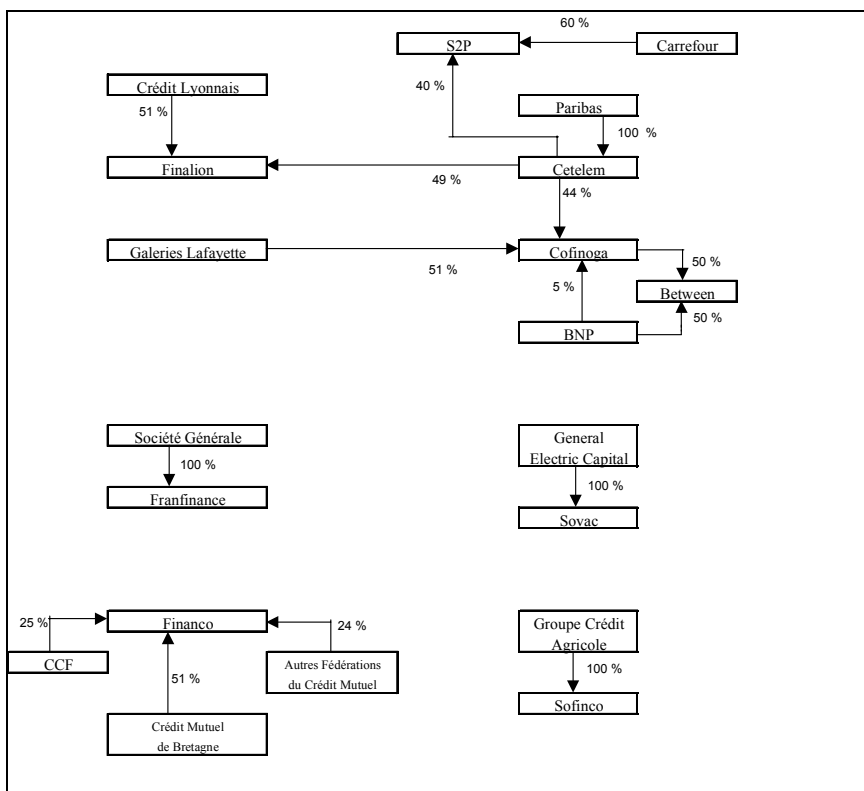 60 %
S2P
Carrefour
Crédit Lyonnais
40 %
Paribas
51 %
100 %
Finalion
Cetelem
49 %
44 %
Galeries Lafayette
Cofinoga
51 %
50 %
5 %
Between
BNP
50 %
Société Générale
General
Electric Capital
100 %
Franfinance
100 %
Sovac
25 %
Financo
24 %
Groupe Crédit
Agricole
CCF
51 %
Autres Fédérations
du Crédit Mutuel
100 %
Sofinco
Crédit Mutuel
de Bretagne